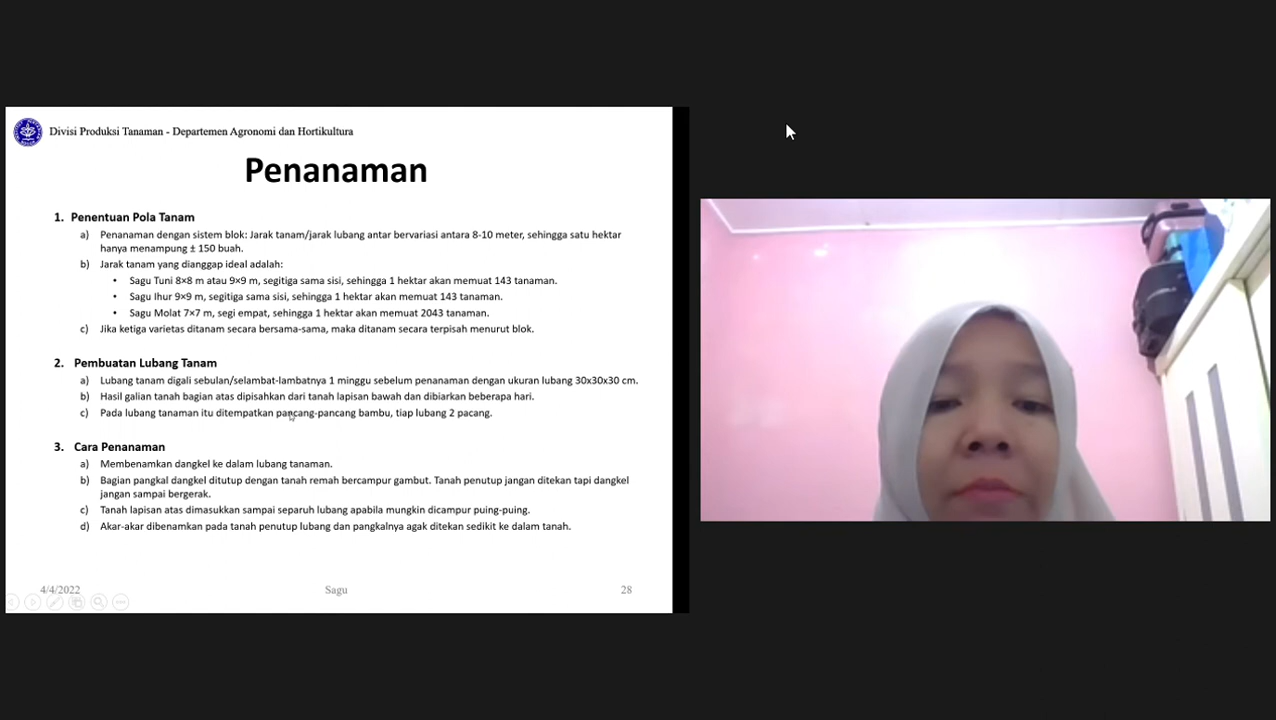 Divisi Produksi Tanaman - Departemen Agronomi dan Hortikultura
Penanaman
1. Penentuan Pola Tanam
a) Penanaman dengan sistem blok: Jarak tanam/jarak lubang antar bervariasi antara 8-10 meter, sehingga satu hektar
hanya menampung ± 150 buah.
b) Jarak tanam yang dianggap ideal adalah:
• Sagu Tuni 8×8 m atau 9×9 m, segitiga sama sisi, sehingga 1 hektar akan memuat 143 tanaman.
• Sagu Ihur 9×9 m, segitiga sama sisi, sehingga 1 hektar akan memuat 143 tanaman.
• Sagu Molat 7×7 m, segi empat, sehingga 1 hektar akan memuat 2043 tanaman.
c) Jika ketiga varietas ditanam secara bersama-sama, maka ditanam secara terpisah menurut blok.
2. Pembuatan Lubang Tanam
a) Lubang tanam digali sebulan/selambat-lambatnya 1 minggu sebelum penanaman dengan ukuran lubang 30x30x30 cm.
b) Hasil galian tanah bagian atas dipisahkan dari tanah lapisan bawah dan dibiarkan beberapa hari.
c) Pada lubang tanaman itu ditempatkan pancang-pancang bambu, tiap lubang 2 pacang.
3. Cara Penanaman
a) Membenamkan dangkel ke dalam lubang tanaman.
b) Bagian pangkal dangkel ditutup dengan tanah remah bercampur gambut. Tanah penutup jangan ditekan tapi dangkel
jangan sampai bergerak.
c) Tanah lapisan atas dimasukkan sampai separuh lubang apabila mungkin dicampur puing-puing.
d) Akar-akar dibenamkan pada tanah penutup lubang dan pangkalnya agak ditekan sedikit ke dalam tanah.
4/4/2022 Sagu 28